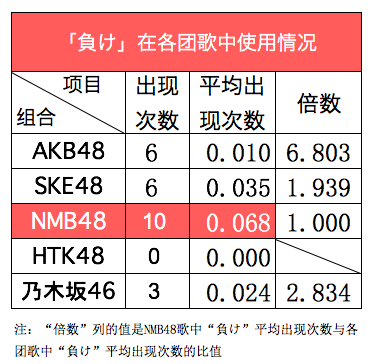 「負け」在各团歌中使用情况
项目
组合
出现次数
平均出现次数
倍数
AKB48 6 0.010 6.803
SKE48 6 0.035 1.939
NMB48 10 0.068 1.000
HTK48 0 0.000
乃木坂46 3 0.024 2.834
注：“倍数”列的值是NMB48歌中“負け”平均出现次数与各
团歌中“負け”平均出现次数的比值